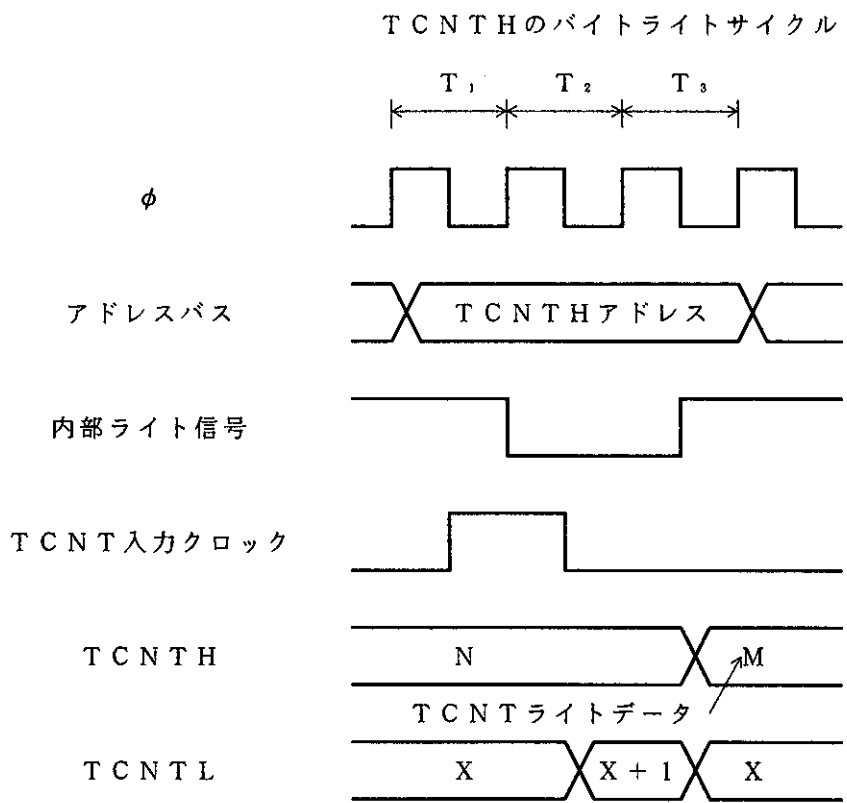 TCNTHのバイトライトサイクル
T₁ T₂ T₃
φ
アドレスバス TCNTHアドレス
内部ライト信号
TCNT入力クロック
TCNTH N M
TCNTライトデータ
TCNTL X X+1 X